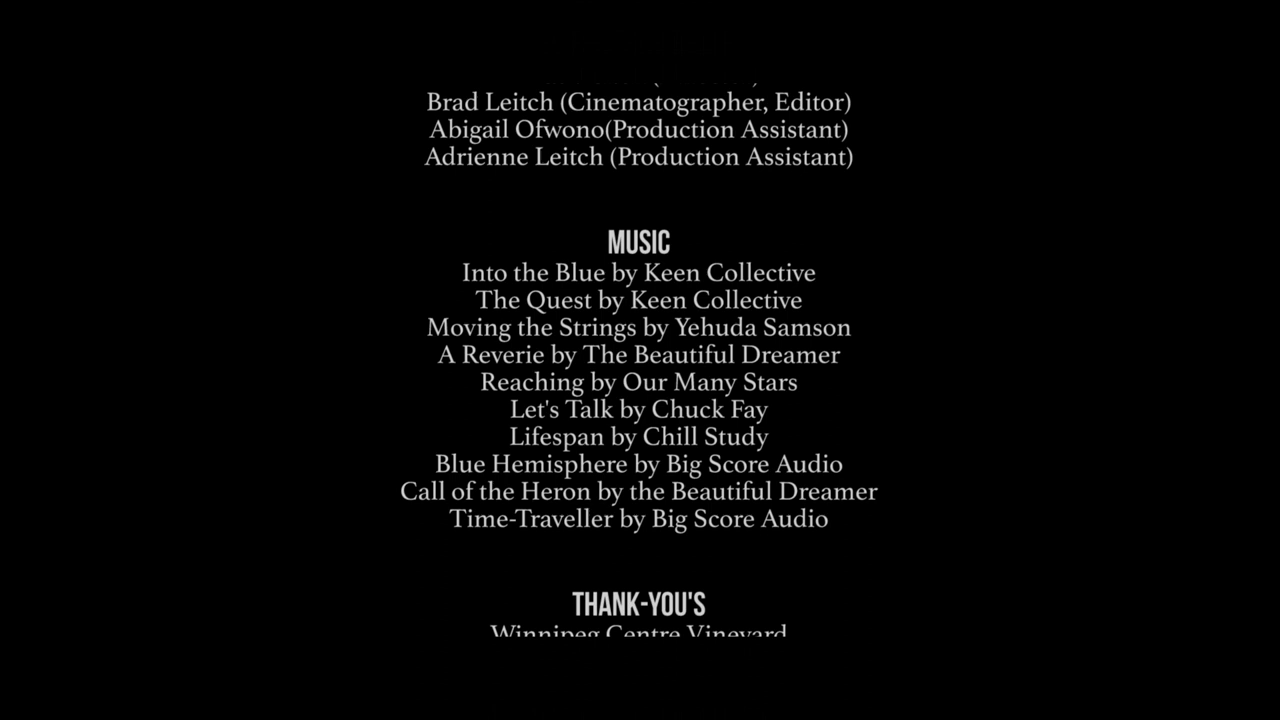 Brad Leitch (Cinematographer, Editor)
Abigail Ofwono(Production Assistant)
Adrienne Leitch (Production Assistant)
MUSIC
Into the Blue by Keen Collective
The Quest by Keen Collective
Moving the Strings by Yehuda Samson
A Reverie by The Beautiful Dreamer
Reaching by Our Many Stars
Let's Talk by Chuck Fay
Lifespan by Chill Study
Blue Hemisphere by Big Score Audio
Call of the Heron by the Beautiful Dreamer
Time-Traveller by Big Score Audio
THANK-YOU'S
Winnipeg Centre Vineyard